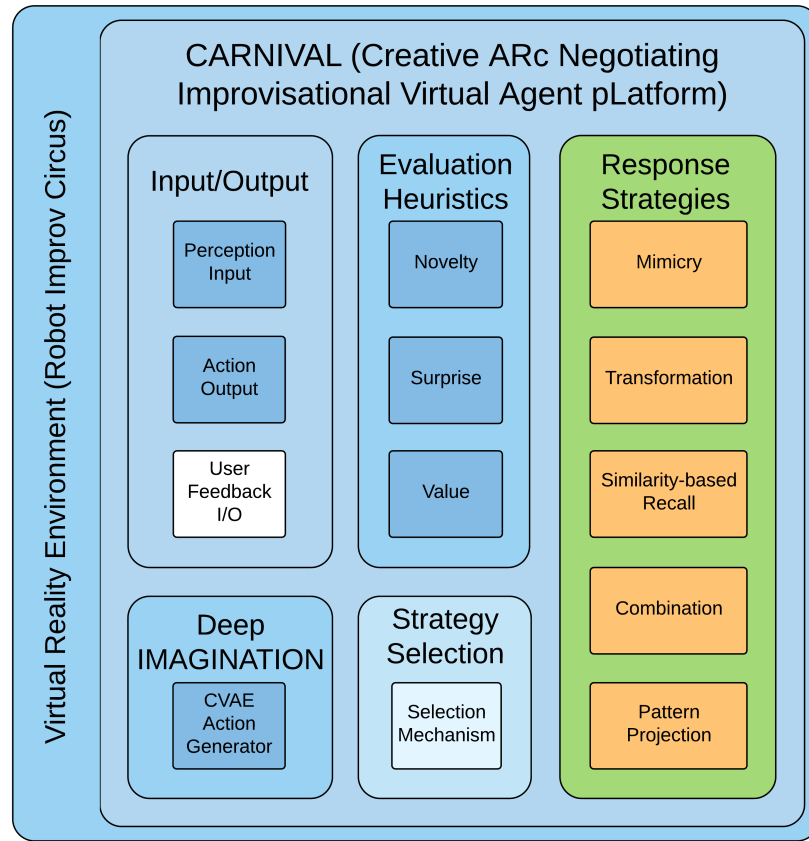 Virtual Reality Environment (Robot Improv Circus)
CARNIVAL (Creative ARc Negotiating
Improvisational Virtual Agent pLatform)
Input/Output
Perception
Input
Action
Output
User
Feedback
I/O
Evaluation
Heuristics
Novelty
Surprise
Value
Response
Strategies
Mimicry
Transformation
Similarity-based
Recall
Combination
Pattern
Projection
Deep
IMAGINATION
CVAE
Action
Generator
Strategy
Selection
Selection
Mechanism